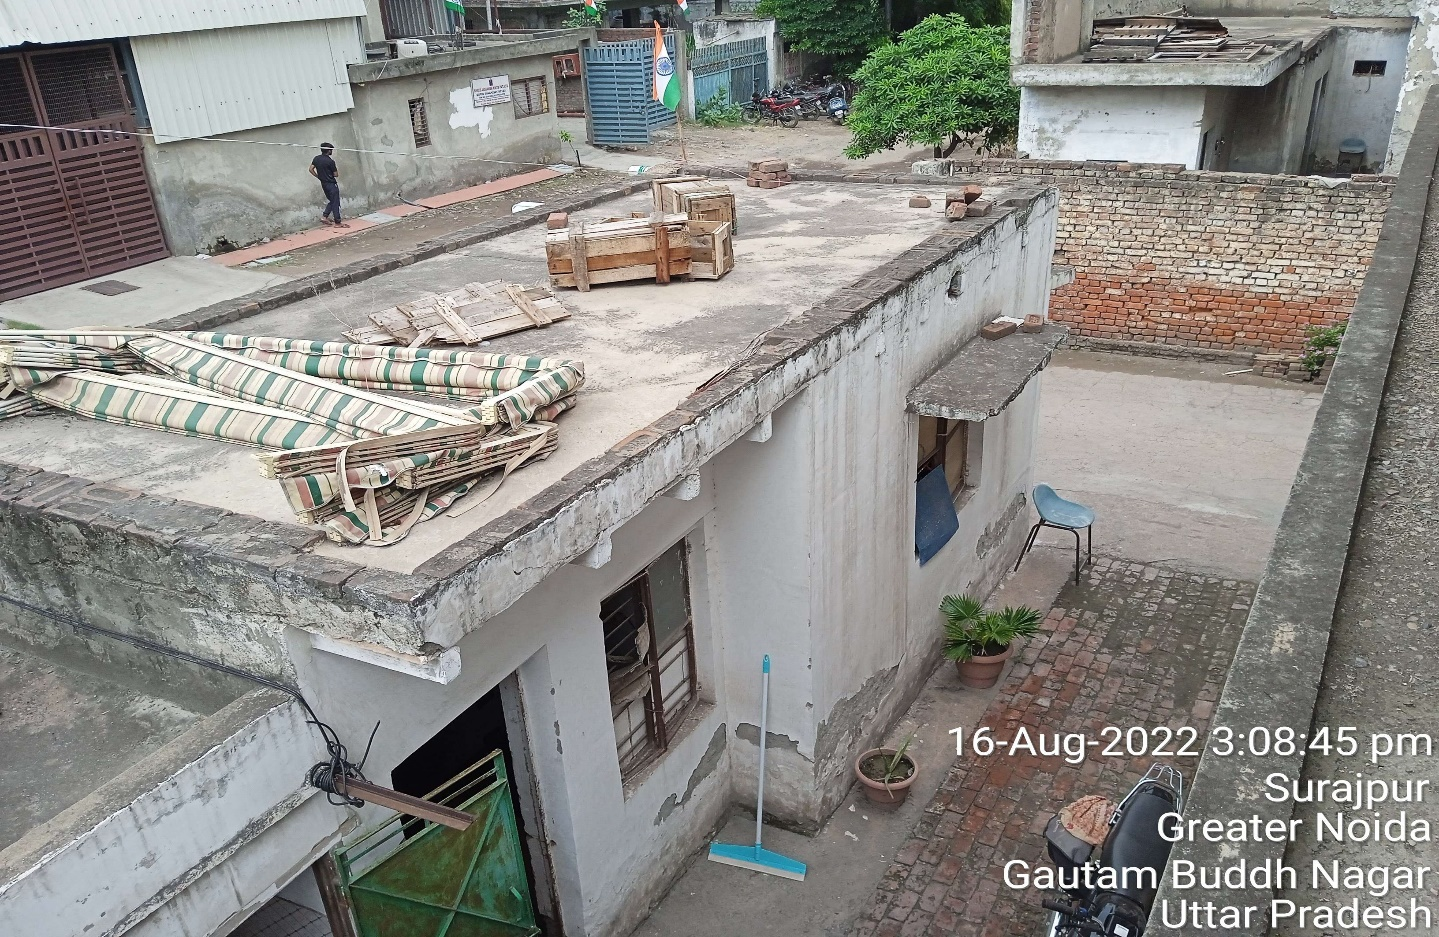 16-Aug-2022 3:08:45 pm
Surajpur
Greater Noida
Gautam Buddh Nagar
Uttar Pradesh